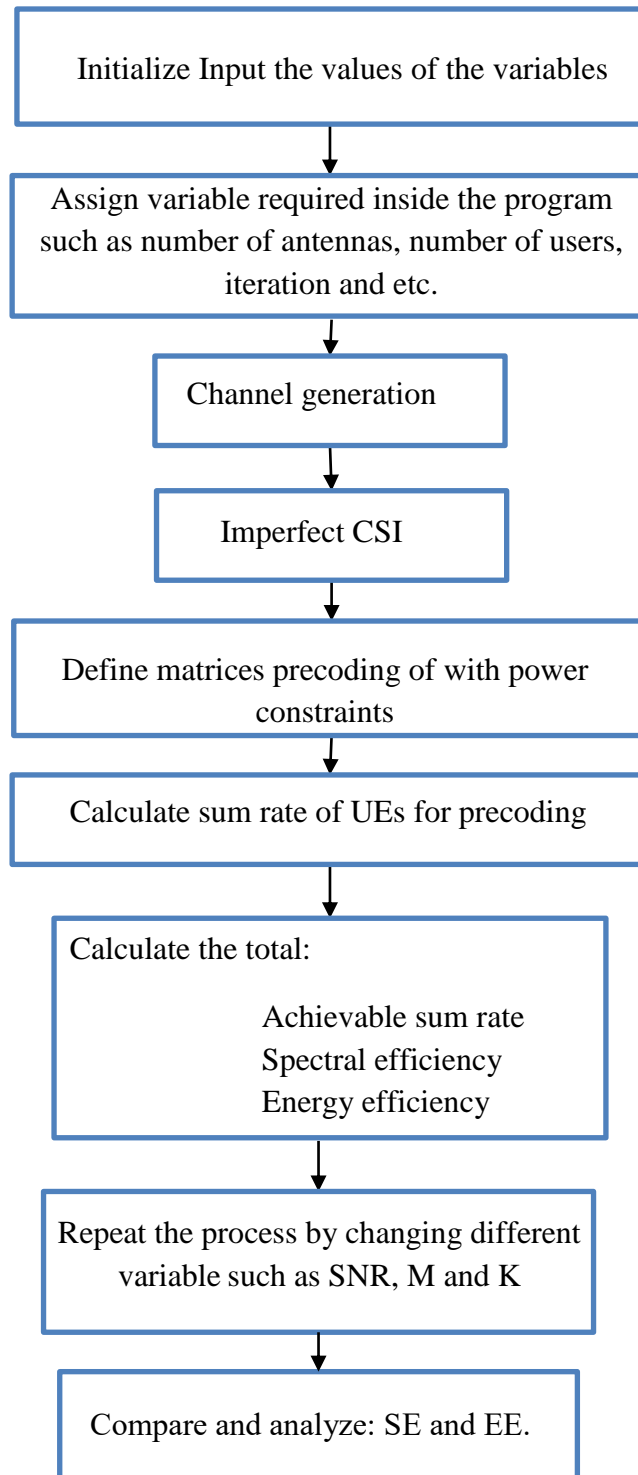 Initialize Input the values of the variables
Assign variable required inside the program
such as number of antennas, number of users,
iteration and etc.
Channel generation
Imperfect CSI
Define matrices precoding of with power
constraints
Calculate sum rate of UEs for precoding
Calculate the total:
Achievable sum rate
Spectral efficiency
Energy efficiency
Repeat the process by changing different
variable such as SNR, M and K
Compare and analyze: SE and EE.